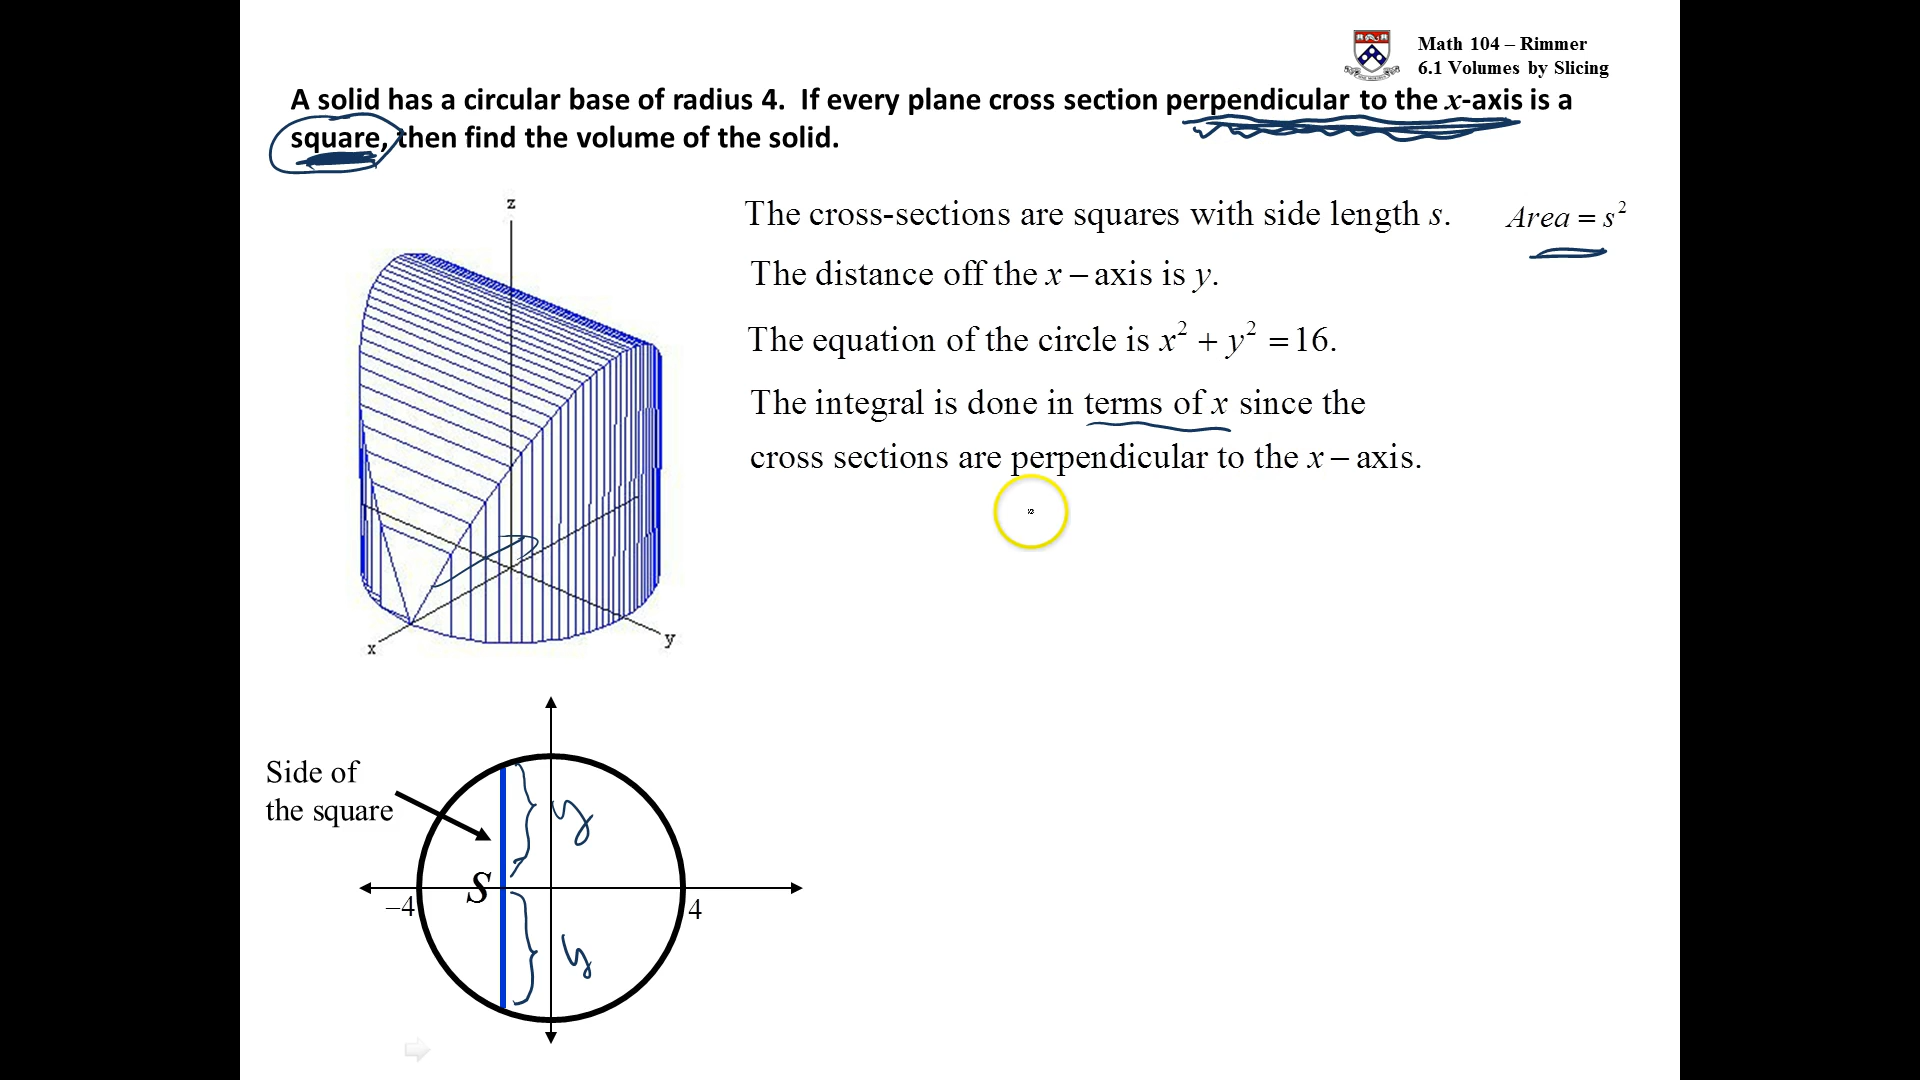 Math 104 – Rimmer
6.1 Volumes by Slicing
A solid has a circular base of radius 4. If every plane cross section perpendicular to the x-axis is a
square, then find the volume of the solid.
z
The cross-sections are squares with side length s. Area = s²
The distance off the x – axis is y.
The equation of the circle is x² + y² = 16.
The integral is done in terms of x since the
cross sections are perpendicular to the x – axis.
x
y
Side of
the square
y
S
–4
4
y